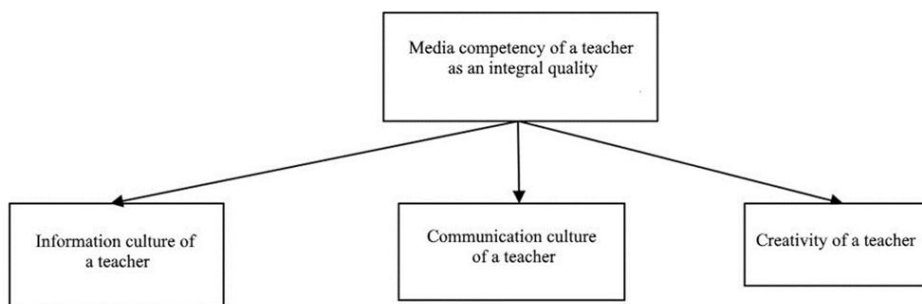 Media competency of a teacher
as an integral quality
Information culture of
a teacher
Communication culture
of a teacher
Creativity of a teacher